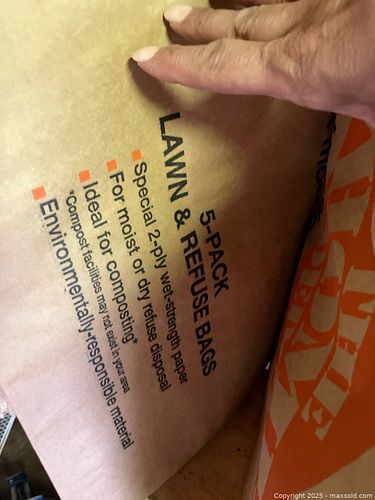 5-PACK
LAWN & REFUSE BAGS
Special 2-ply wet-strength paper
For moist or dry refuse disposal
Ideal for composting*
*Compost facilities may not exist in your area
Environmentally-responsible material
THE
Copyright 2025 - maxsold.com